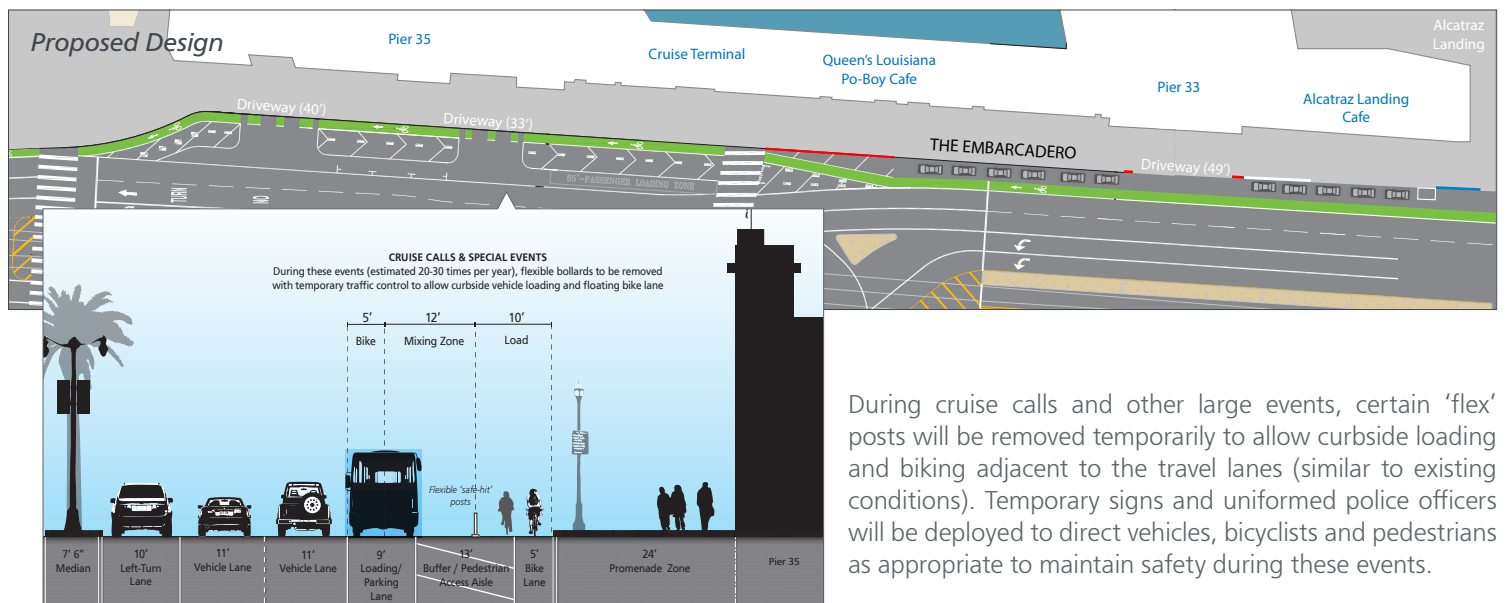 Proposed Design
Pier 35
Cruise Terminal
Queen's Louisiana
Po-Boy Cafe
Pier 33
Alcatraz Landing
Cafe
Alcatraz
Landing
Driveway (40')
Driveway (33')
THE EMBARCADERO
Driveway (49')
85'-PASSENGER LOADING ZONE
TURN
NO
CRUISE CALLS & SPECIAL EVENTS
During these events (estimated 20-30 times per year), flexible bollards to be removed
with temporary traffic control to allow curbside vehicle loading and floating bike lane
5' 12' 10'
Bike Mixing Zone Load
Flexible 'safe-hit'
posts
7' 6"
Median
10'
Left-Turn
Lane
11'
Vehicle Lane
11'
Vehicle Lane
9'
Loading/
Parking
Lane
13'
Buffer / Pedestrian
Access Aisle
5'
Bike
Lane
24'
Promenade Zone
Pier 35
During cruise calls and other large events, certain 'flex'
posts will be removed temporarily to allow curbside loading
and biking adjacent to the travel lanes (similar to existing
conditions). Temporary signs and uniformed police officers
will be deployed to direct vehicles, bicyclists and pedestrians
as appropriate to maintain safety during these events.